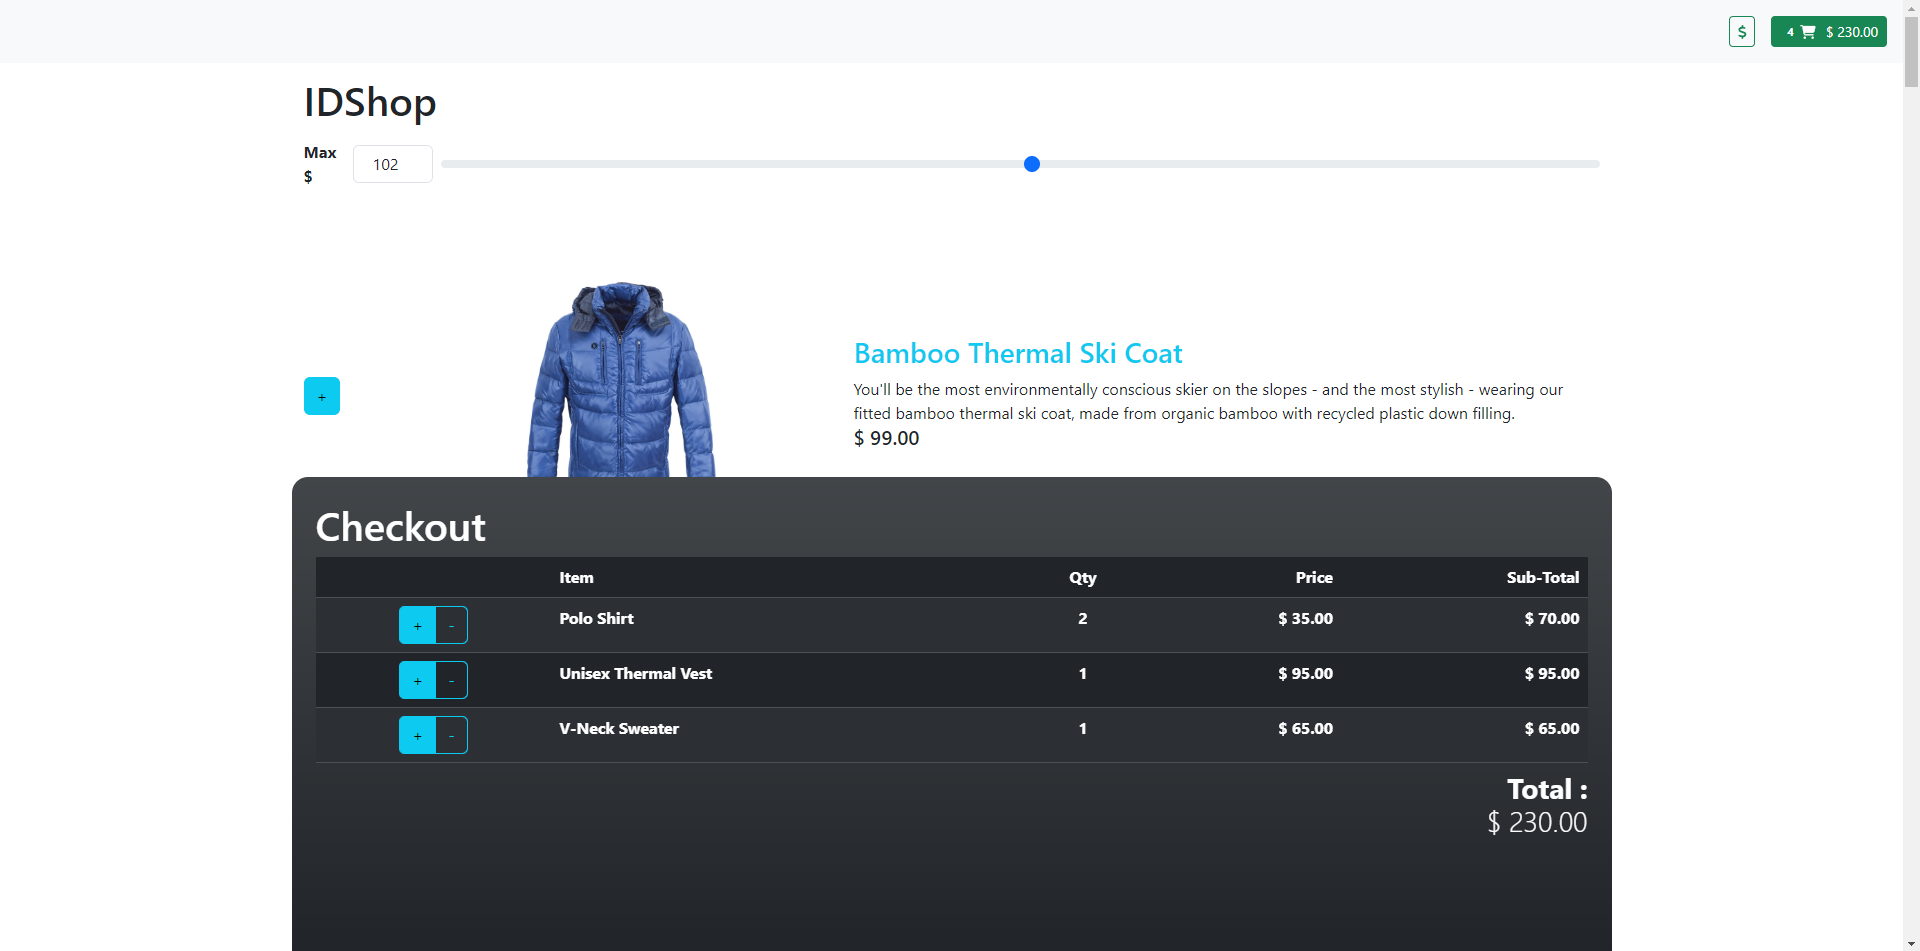 $
4 $ 230.00
IDShop
Max
$
102
Bamboo Thermal Ski Coat
You'll be the most environmentally conscious skier on the slopes - and the most stylish - wearing our
fitted bamboo thermal ski coat, made from organic bamboo with recycled plastic down filling.
$ 99.00
+
Checkout
Item Qty Price Sub-Total
+ - Polo Shirt 2 $ 35.00 $ 70.00
+ - Unisex Thermal Vest 1 $ 95.00 $ 95.00
+ - V-Neck Sweater 1 $ 65.00 $ 65.00
Total :
$ 230.00